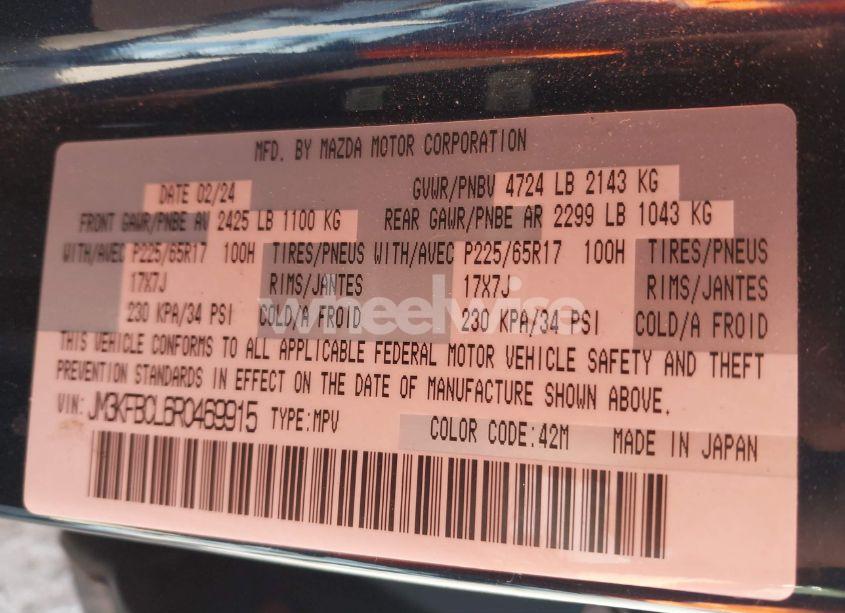 MFD. BY MAZDA MOTOR CORPORATION
DATE 02/24 GVWR/PNBV 4724 LB 2143 KG
FRONT GAWR/PNBE AV 2425 LB 1100 KG REAR GAWR/PNBE AR 2299 LB 1043 KG
WITH/AVEC P225/65R17 100H TIRES/PNEUS WITH/AVEC P225/65R17 100H TIRES/PNEUS
17X7J RIMS/JANTES 17X7J RIMS/JANTES
230 KPA/34 PSI COLD/A FROID 230 KPA/34 PSI COLD/A FROID
wheelwise
THIS VEHICLE CONFORMS TO ALL APPLICABLE FEDERAL MOTOR VEHICLE SAFETY AND THEFT
PREVENTION STANDARDS IN EFFECT ON THE DATE OF MANUFACTURE SHOWN ABOVE.
VIN: JM3KFBCL6R0469915 TYPE:MPV COLOR CODE:42M MADE IN JAPAN